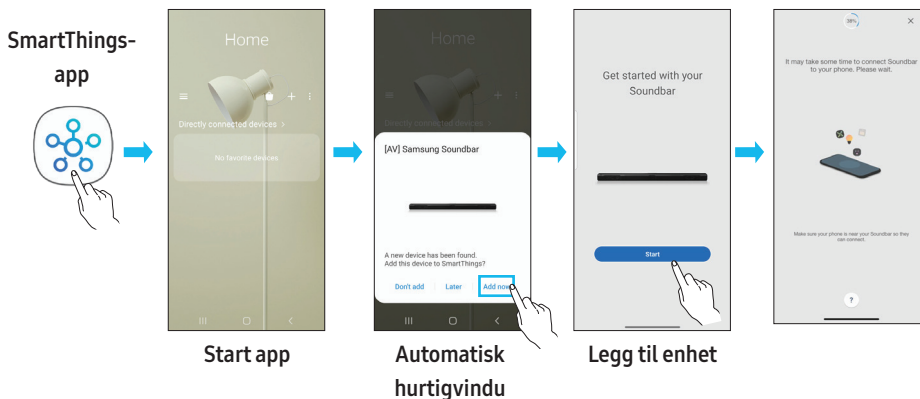 SmartThings-
app
Home
Directly connected devices >
No favorite devices
Start app
Home
Directly connected devices >
[AV] Samsung Soundbar
A new device has been found.
Add this device to SmartThings?
Don't add Later Add now
Automatisk
hurtigvindu
Get started with your
Soundbar
Start
Legg til enhet
38%
It may take some time to connect Soundbar
to your phone. Please wait.
Make sure your phone is near your Soundbar so they
can connect.
?